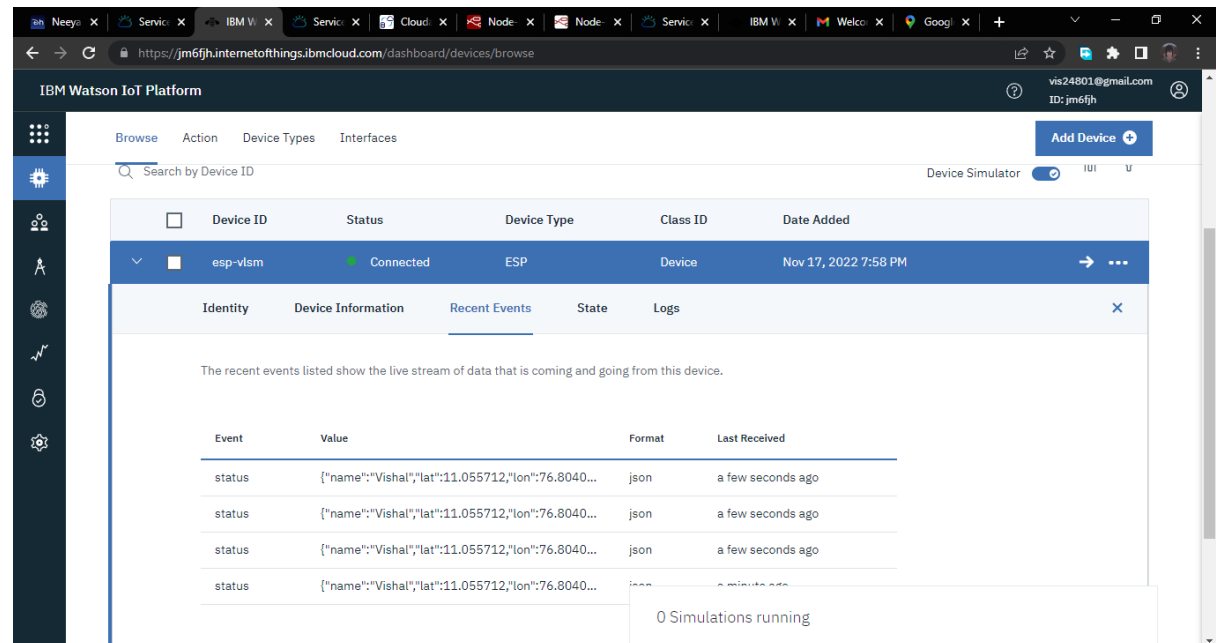 Neeya
Service
IBM W
Service
Cloud
Node-
Node-
Service
IBM W
Welco
Googl
https://jm6fjh.internetofthings.ibmcloud.com/dashboard/devices/browse
IBM Watson IoT Platform
vis24801@gmail.com
ID: jm6fjh
Browse Action Device Types Interfaces
Add Device
Search by Device ID
Device Simulator
Device ID Status Device Type Class ID Date Added
esp-vlsm Connected ESP Device Nov 17, 2022 7:58 PM
Identity Device Information Recent Events State Logs
The recent events listed show the live stream of data that is coming and going from this device.
Event Value Format Last Received
status {"name":"Vishal","lat":11.055712,"lon":76.8040... json a few seconds ago
status {"name":"Vishal","lat":11.055712,"lon":76.8040... json a few seconds ago
status {"name":"Vishal","lat":11.055712,"lon":76.8040... json a few seconds ago
status {"name":"Vishal","lat":11.055712,"lon":76.8040... json a minute ago
0 Simulations running